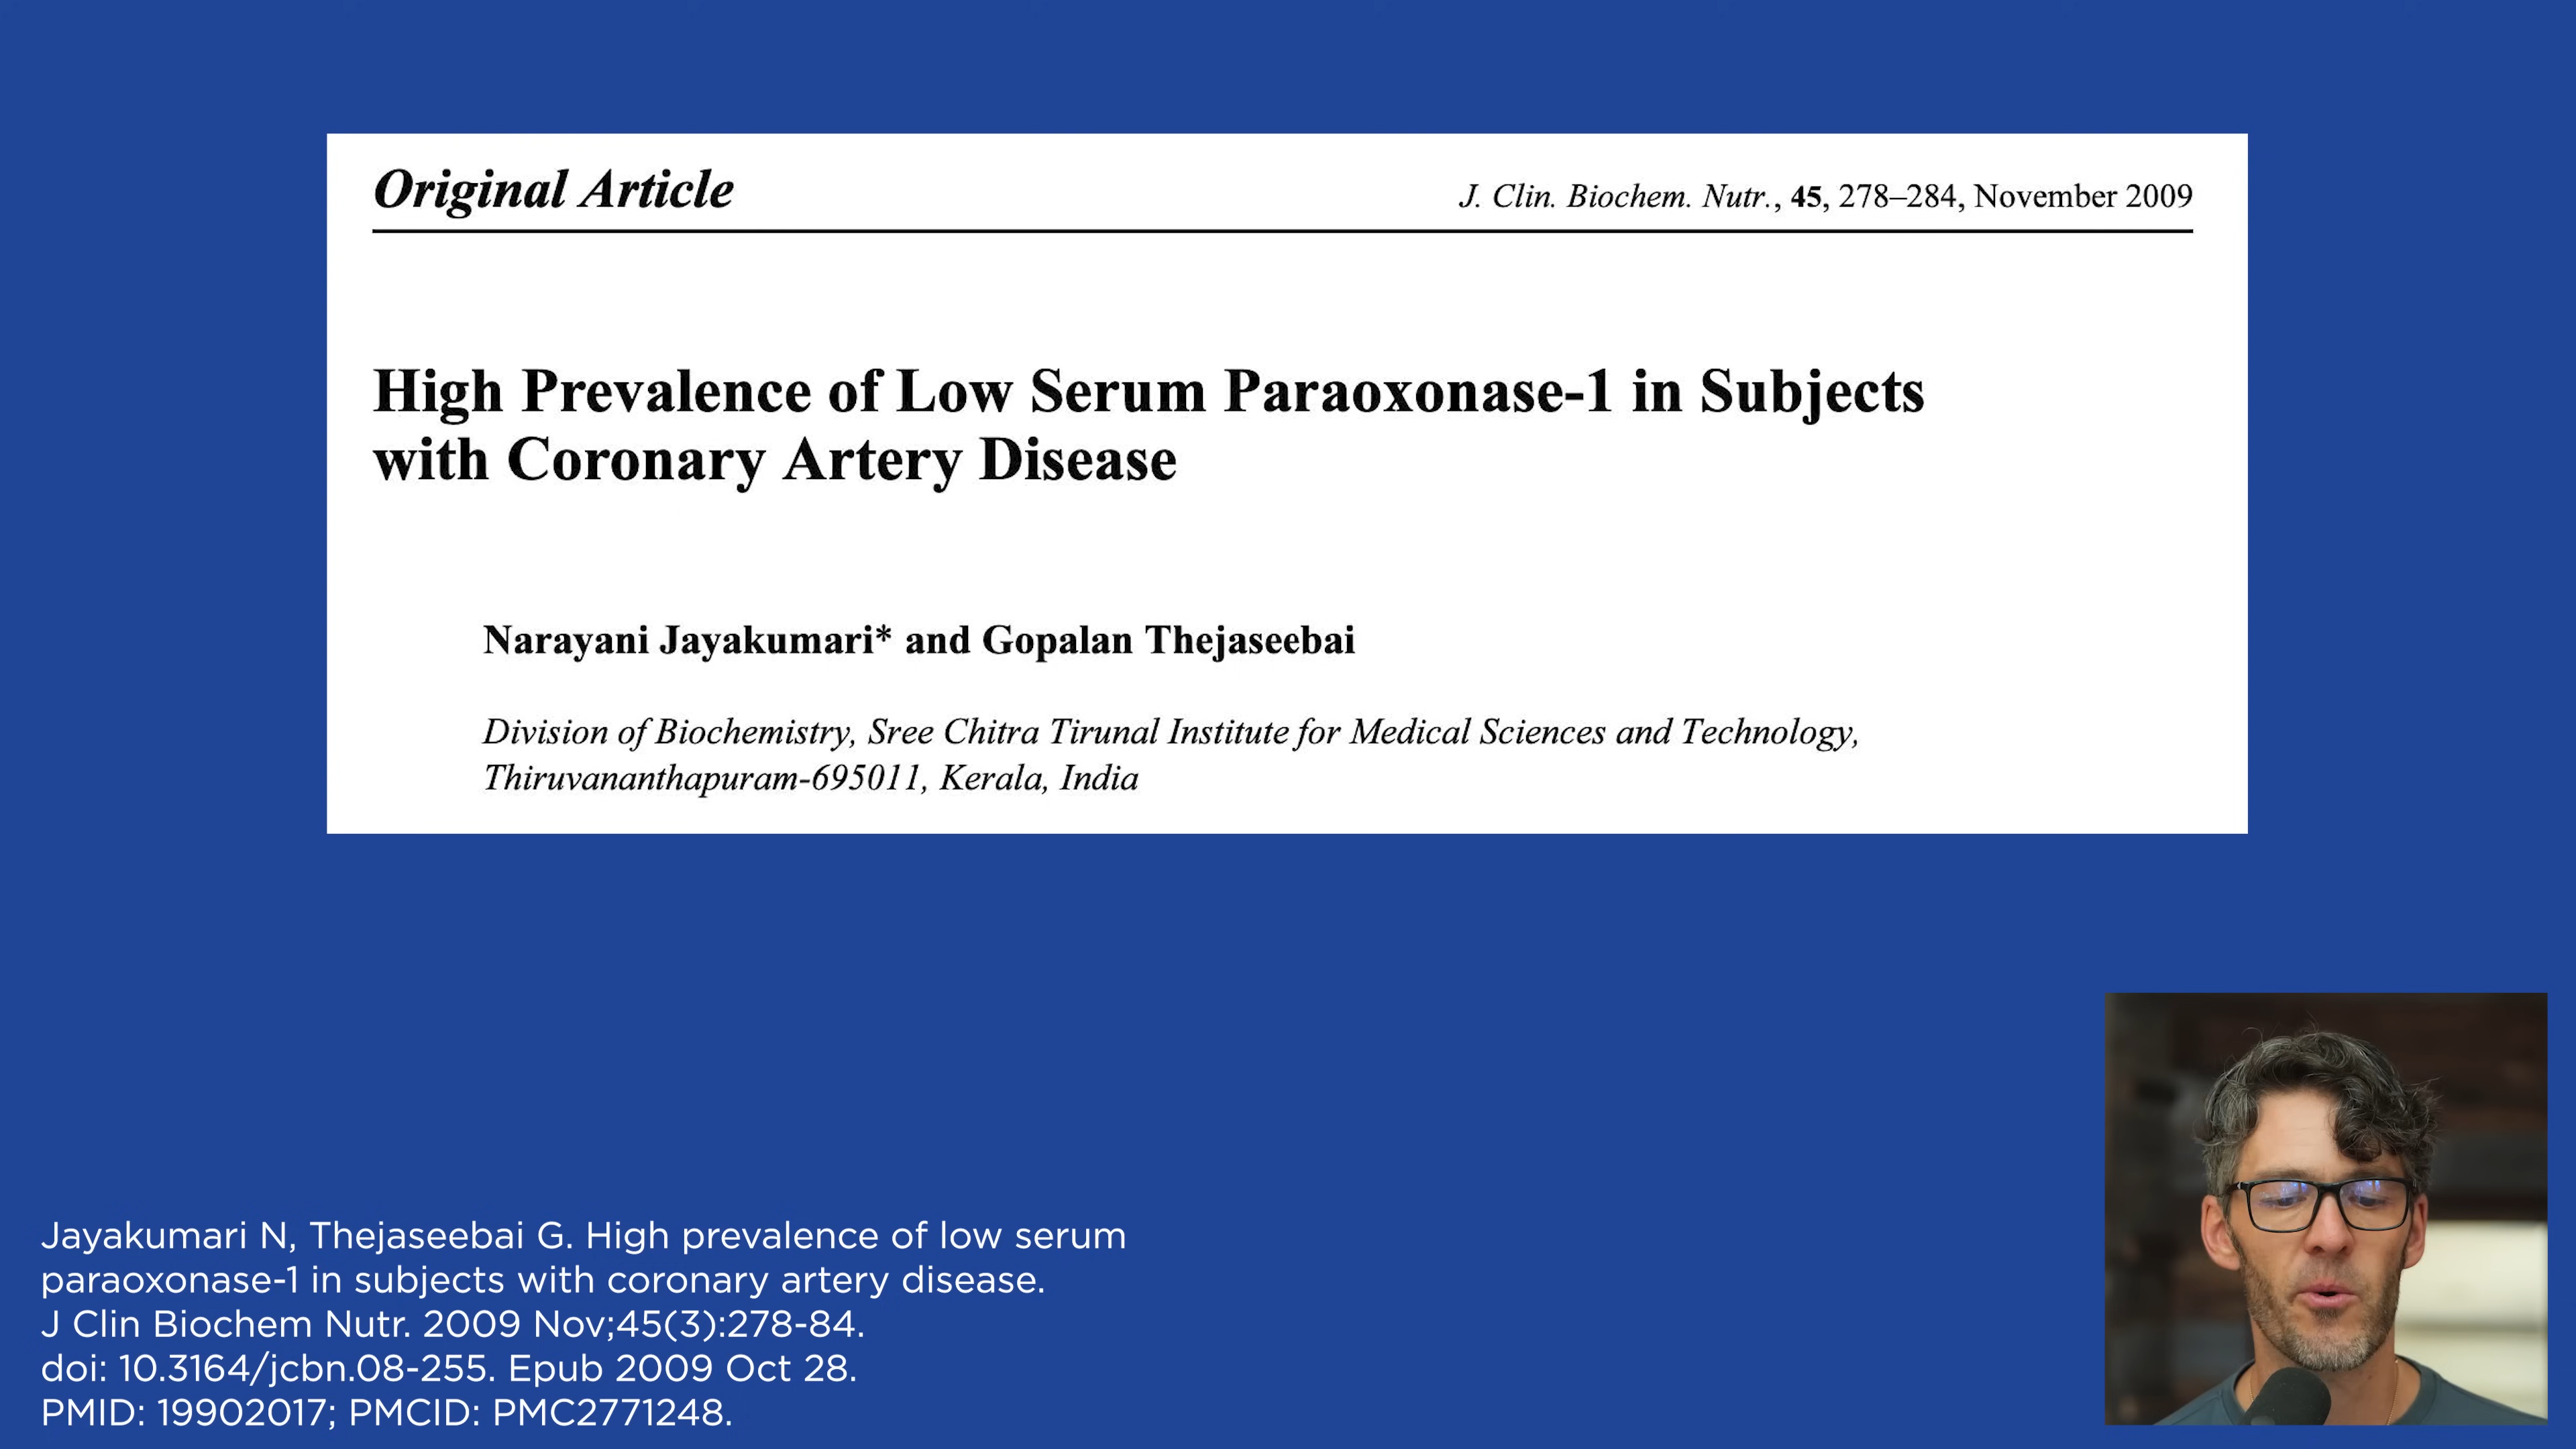 Original Article
J. Clin. Biochem. Nutr., 45, 278–284, November 2009
High Prevalence of Low Serum Paraoxonase-1 in Subjects
with Coronary Artery Disease
Narayani Jayakumari* and Gopalan Thejaseebai
Division of Biochemistry, Sree Chitra Tirunal Institute for Medical Sciences and Technology,
Thiruvananthapuram-695011, Kerala, India
Jayakumari N, Thejaseebai G. High prevalence of low serum
paraoxonase-1 in subjects with coronary artery disease.
J Clin Biochem Nutr. 2009 Nov;45(3):278-84.
doi: 10.3164/jcbn.08-255. Epub 2009 Oct 28.
PMID: 19902017; PMCID: PMC2771248.